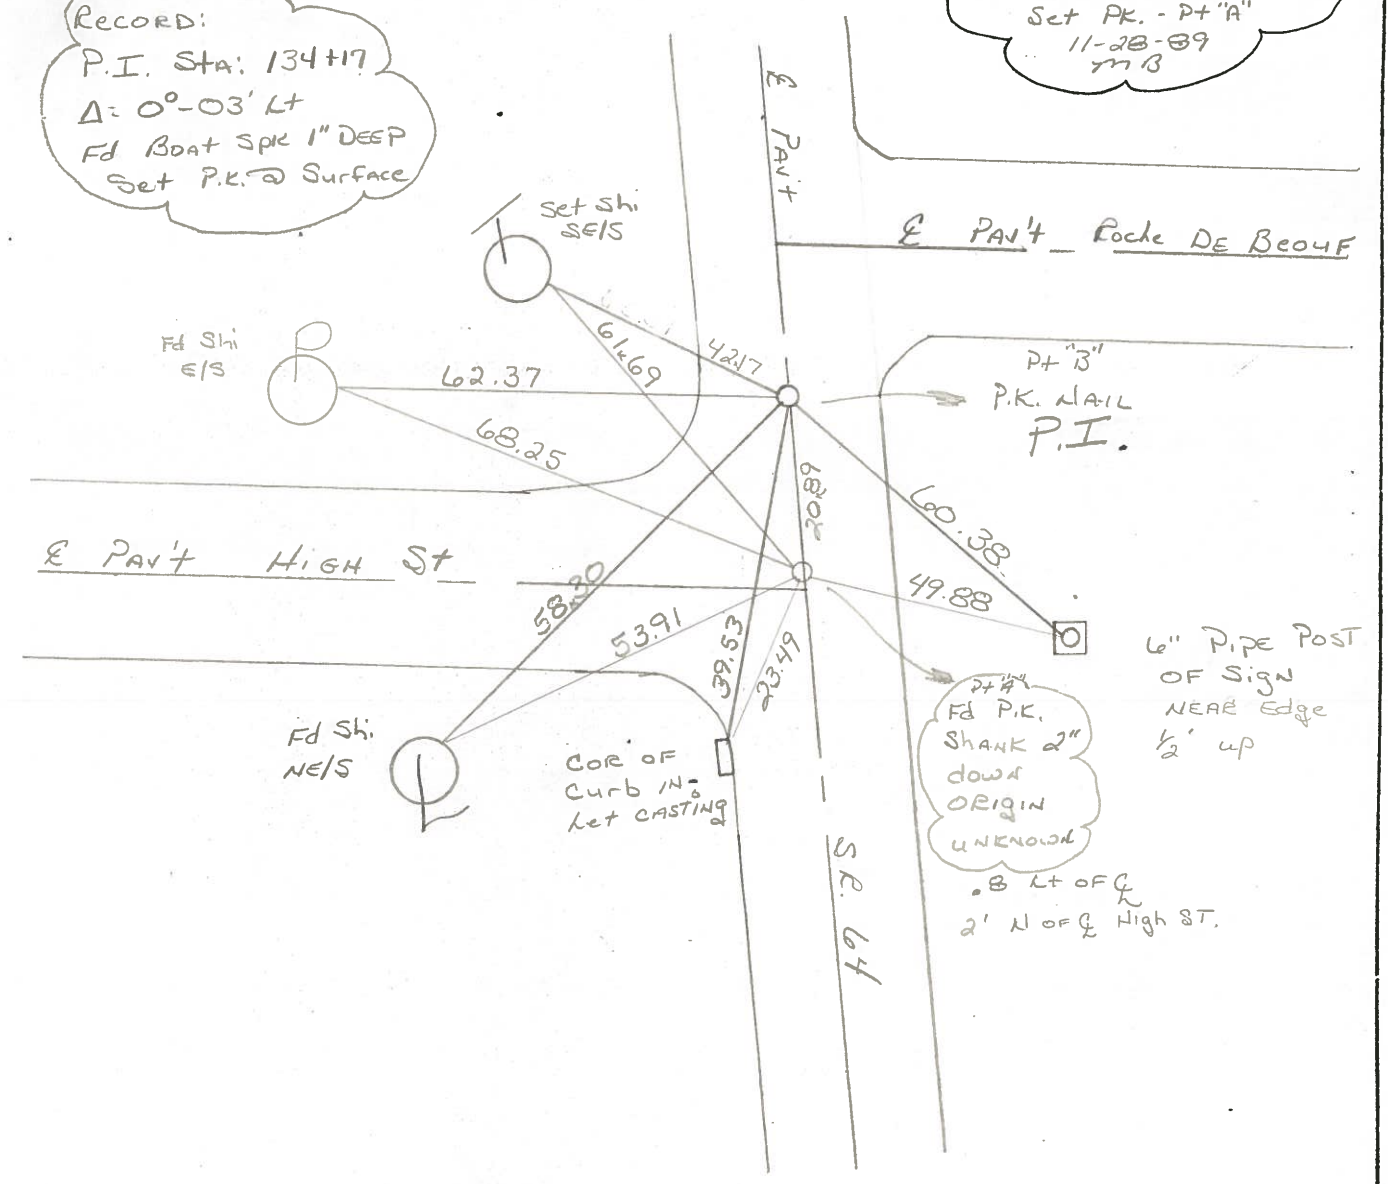 RECORD:
P.I. StA: 134+17
Δ= 0°-03' Lt
Fd Boat Spk 1" DEEP
Set P.K. @ Surface
Set PK. - Pt "A"
11-28-89
MB
℄ PAV't
℄ PAV't Roche DE BeouF
Set Shi
SE/S
Fd Shi
E/S
42.17
61.69
62.37
68.25
Pt "B"
P.K. NAIL
P.I.
20.89
60.38
49.88
℄ PAV't HIGH St
58.30
53.91
39.53
23.49
6" PIPE POST
OF Sign
NEAR Edge
1/2' up
Fd Shi.
NE/S
COR OF
Curb IN-
Let CASTING
Pt "A"
Fd P.K.
SHANK 2"
down
ORIGIN
UNKNOWN
.8 Lt OF ℄
2' N OF ℄ High ST.
SR. 64